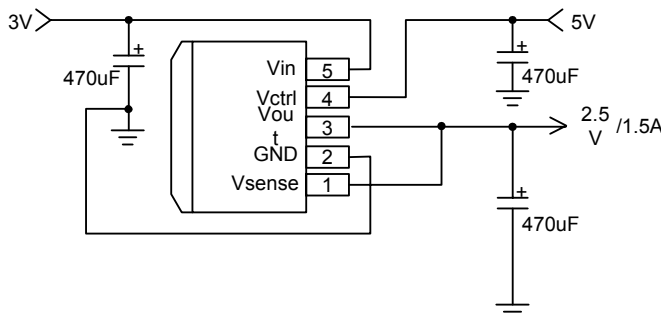 3V
5V
+
470uF
+
470uF
Vin 5
Vctrl 4
Vou
t 3
GND 2
Vsense 1
2.5
V /1.5A
+
470uF